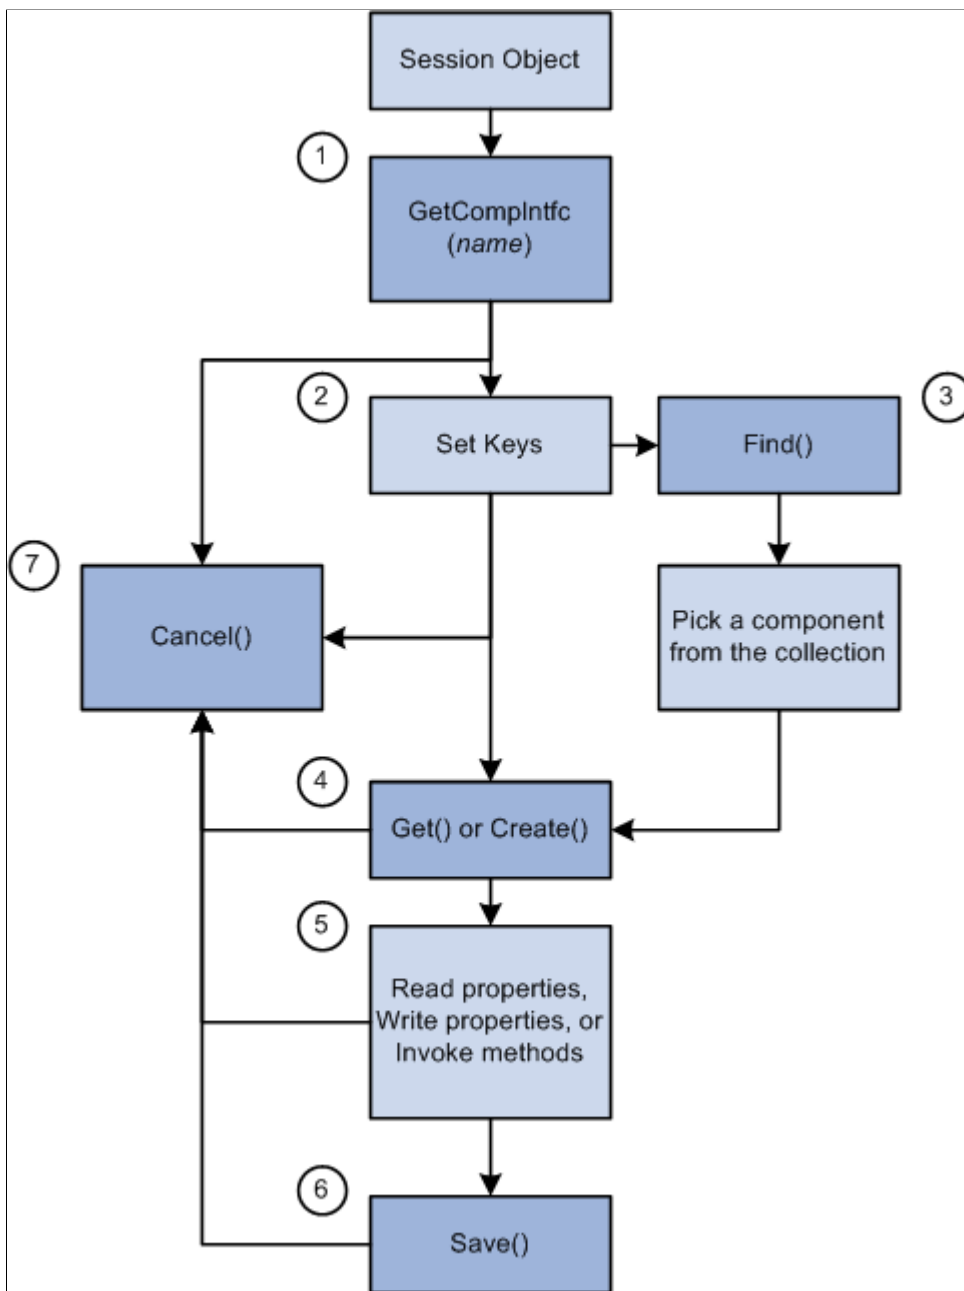 Session Object
1
GetCompIntfc
(name)
2
Set Keys
3
Find()
7
Cancel()
Pick a component
from the collection
4
Get() or Create()
5
Read properties,
Write properties, or
Invoke methods
6
Save()